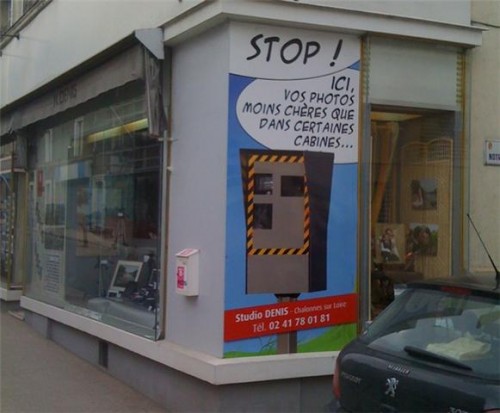 STOP !
ICI,
VOS PHOTOS
MOINS CHÈRES QUE
DANS CERTAINES
CABINES...
Studio DENIS - Chalonnes sur Loire
Tél. 02 41 78 01 81